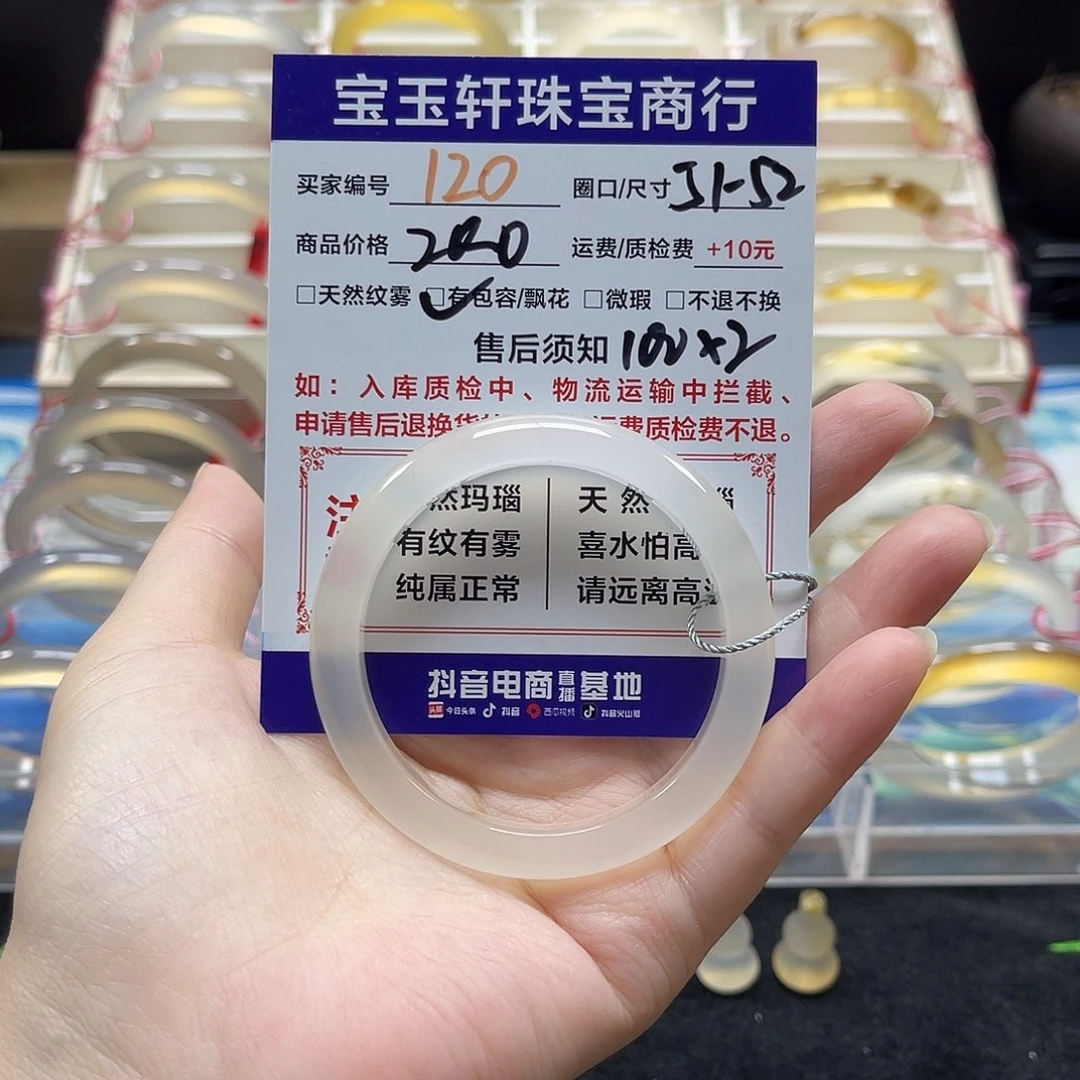 宝玉轩珠宝商行
买家编号 120 圈口/尺寸 51-52
商品价格 200 运费/质检费 +10元
□天然纹雾 □有包容/飘花 □微瑕 □不退不换
售后须知 100×2
如：入库质检中、物流运输中拦截、
申请售后退换货 运费质检费不退。
注
然玛瑙 天然
有纹有雾 喜水怕高
纯属正常 请远离高温
抖音电商直播基地
头条 今日头条 抖音 西瓜视频 抖音火山版